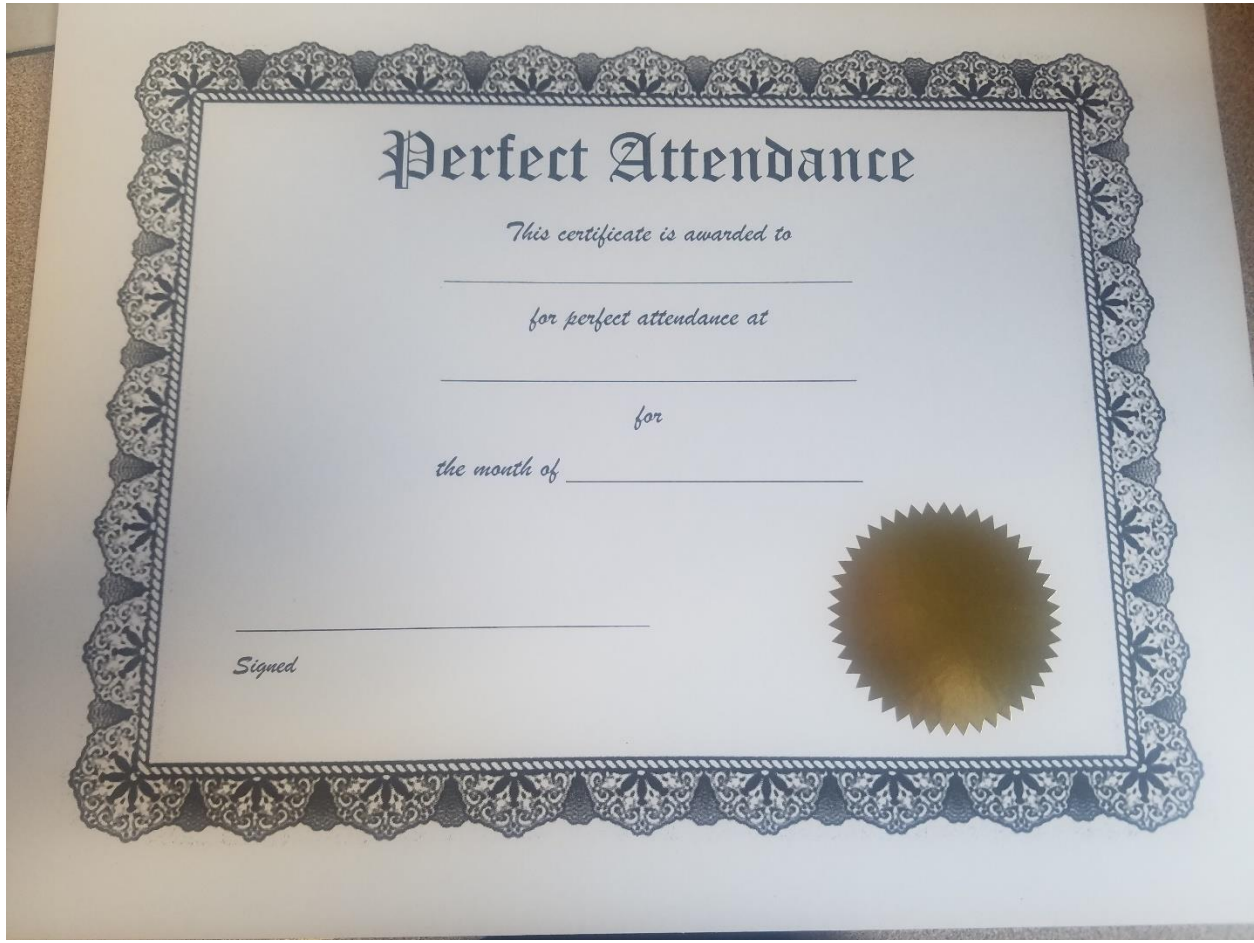 Perfect Attendance
This certificate is awarded to
for perfect attendance at
for
the month of
Signed